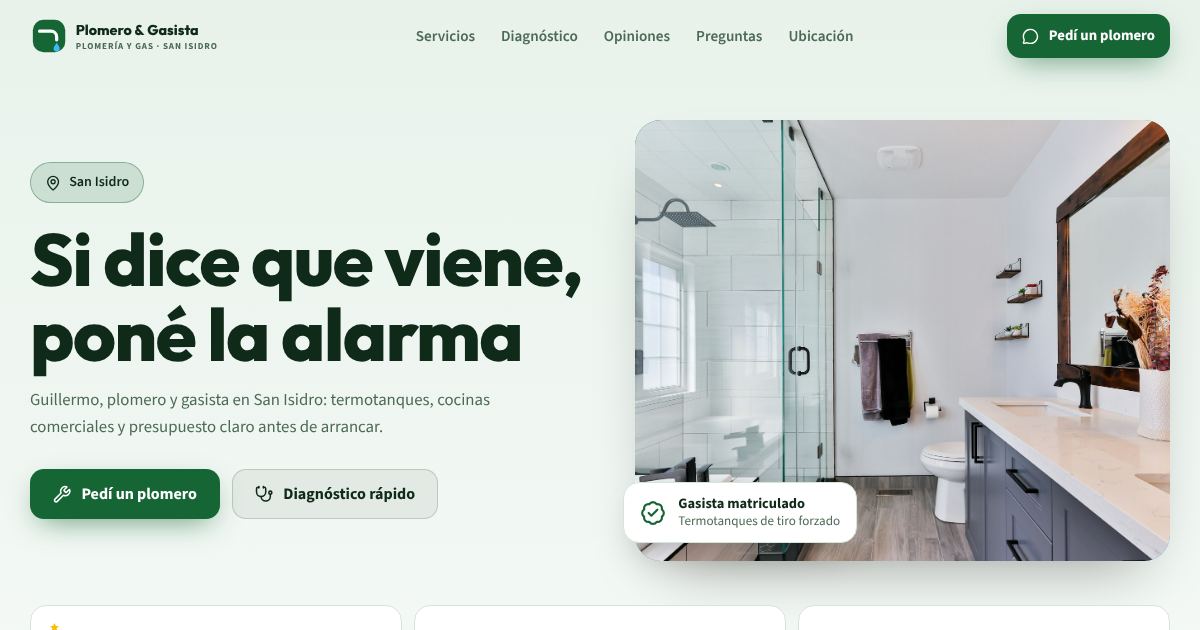 Plomero & Gasista
PLOMERÍA Y GAS · SAN ISIDRO
Servicios
Diagnóstico
Opiniones
Preguntas
Ubicación
Pedí un plomero
San Isidro
Si dice que viene,
poné la alarma
Guillermo, plomero y gasista en San Isidro: termotanques, cocinas
comerciales y presupuesto claro antes de arrancar.
Pedí un plomero
Diagnóstico rápido
Gasista matriculado
Termotanques de tiro forzado